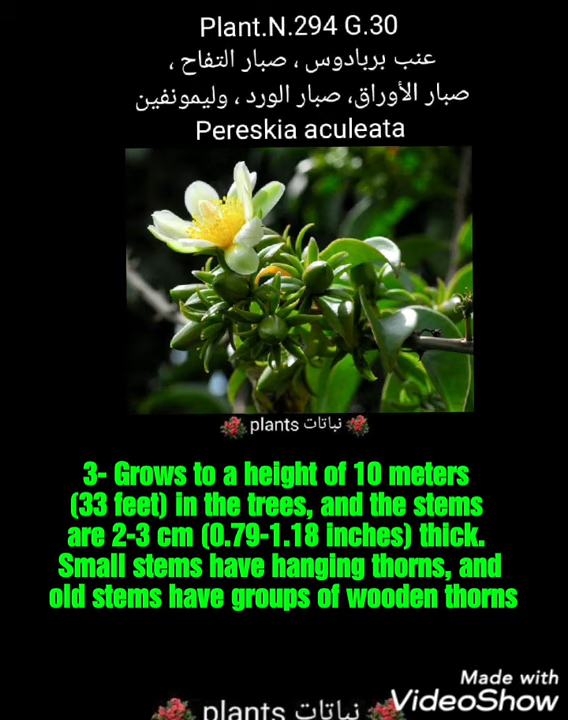 Plant.N.294 G.30
عنب بربادوس ، صبار التفاح ،
صبار الأوراق، صبار الورد ، وليمونفين
Pereskia aculeata
plants نباتات
3- Grows to a height of 10 meters
(33 feet) in the trees, and the stems
are 2-3 cm (0.79-1.18 inches) thick.
Small stems have hanging thorns, and
old stems have groups of wooden thorns
Made with
VideoShow
plants نباتات